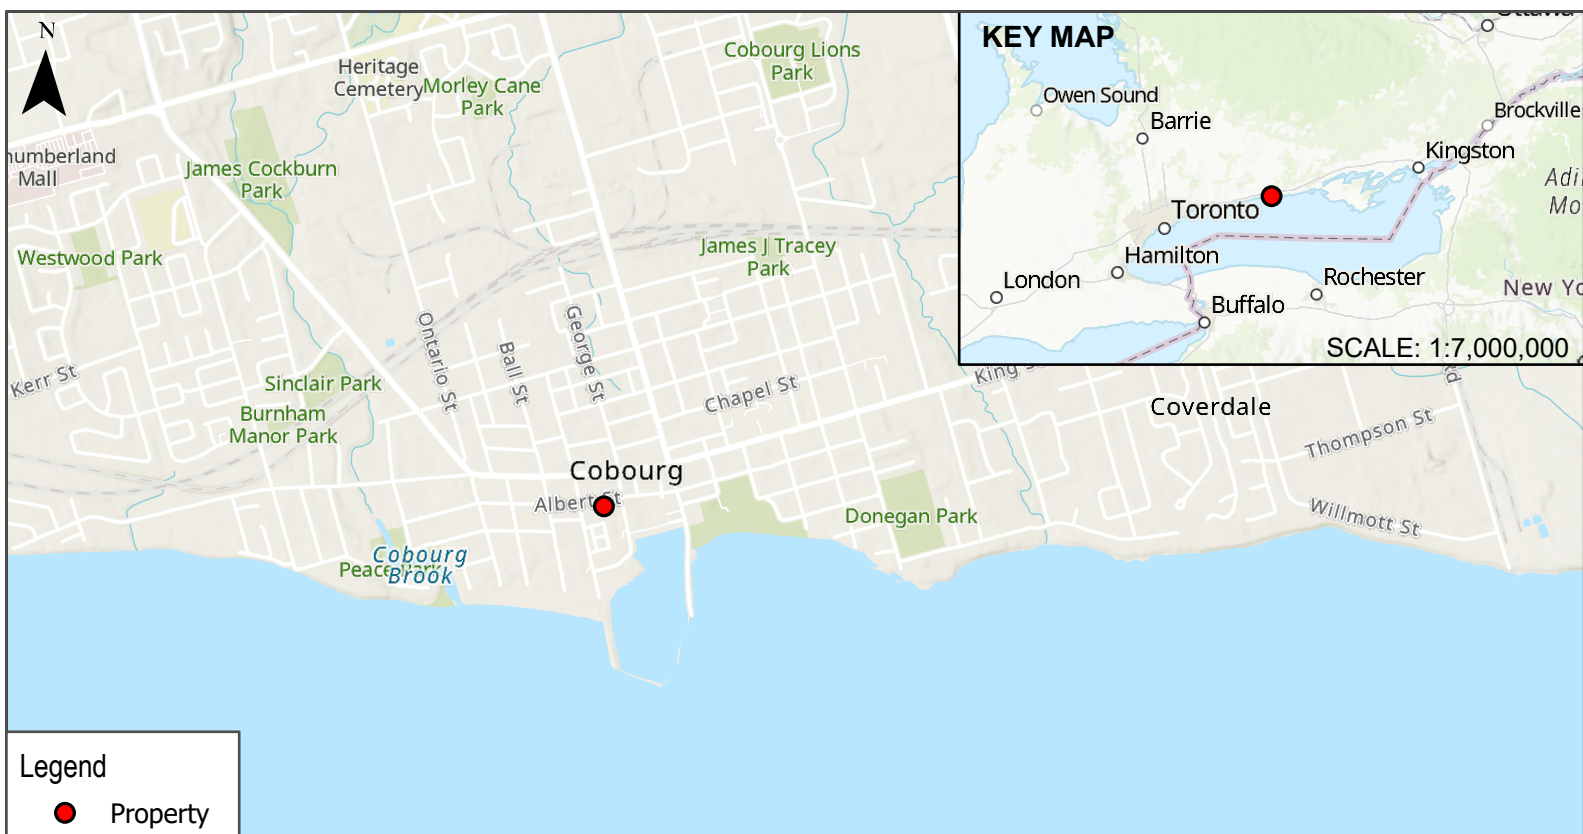 N
Heritage
Cemetery
Morley Cane
Park
Cobourg Lions
Park
Mall
James Cockburn
Park
Westwood Park
James J Tracey
Park
Ontario St
Ball St
George St
Chapel St
Kerr St
Sinclair Park
Burnham
Manor Park
King
Coverdale
Thompson St
Cobourg
Albert St
Donegan Park
Willmott St
Cobourg
Brook
KEY MAP
Ottawa
Owen Sound
Barrie
Brockville
Kingston
Toronto
Hamilton
London
Rochester
Buffalo
SCALE: 1:7,000,000
Legend
Property